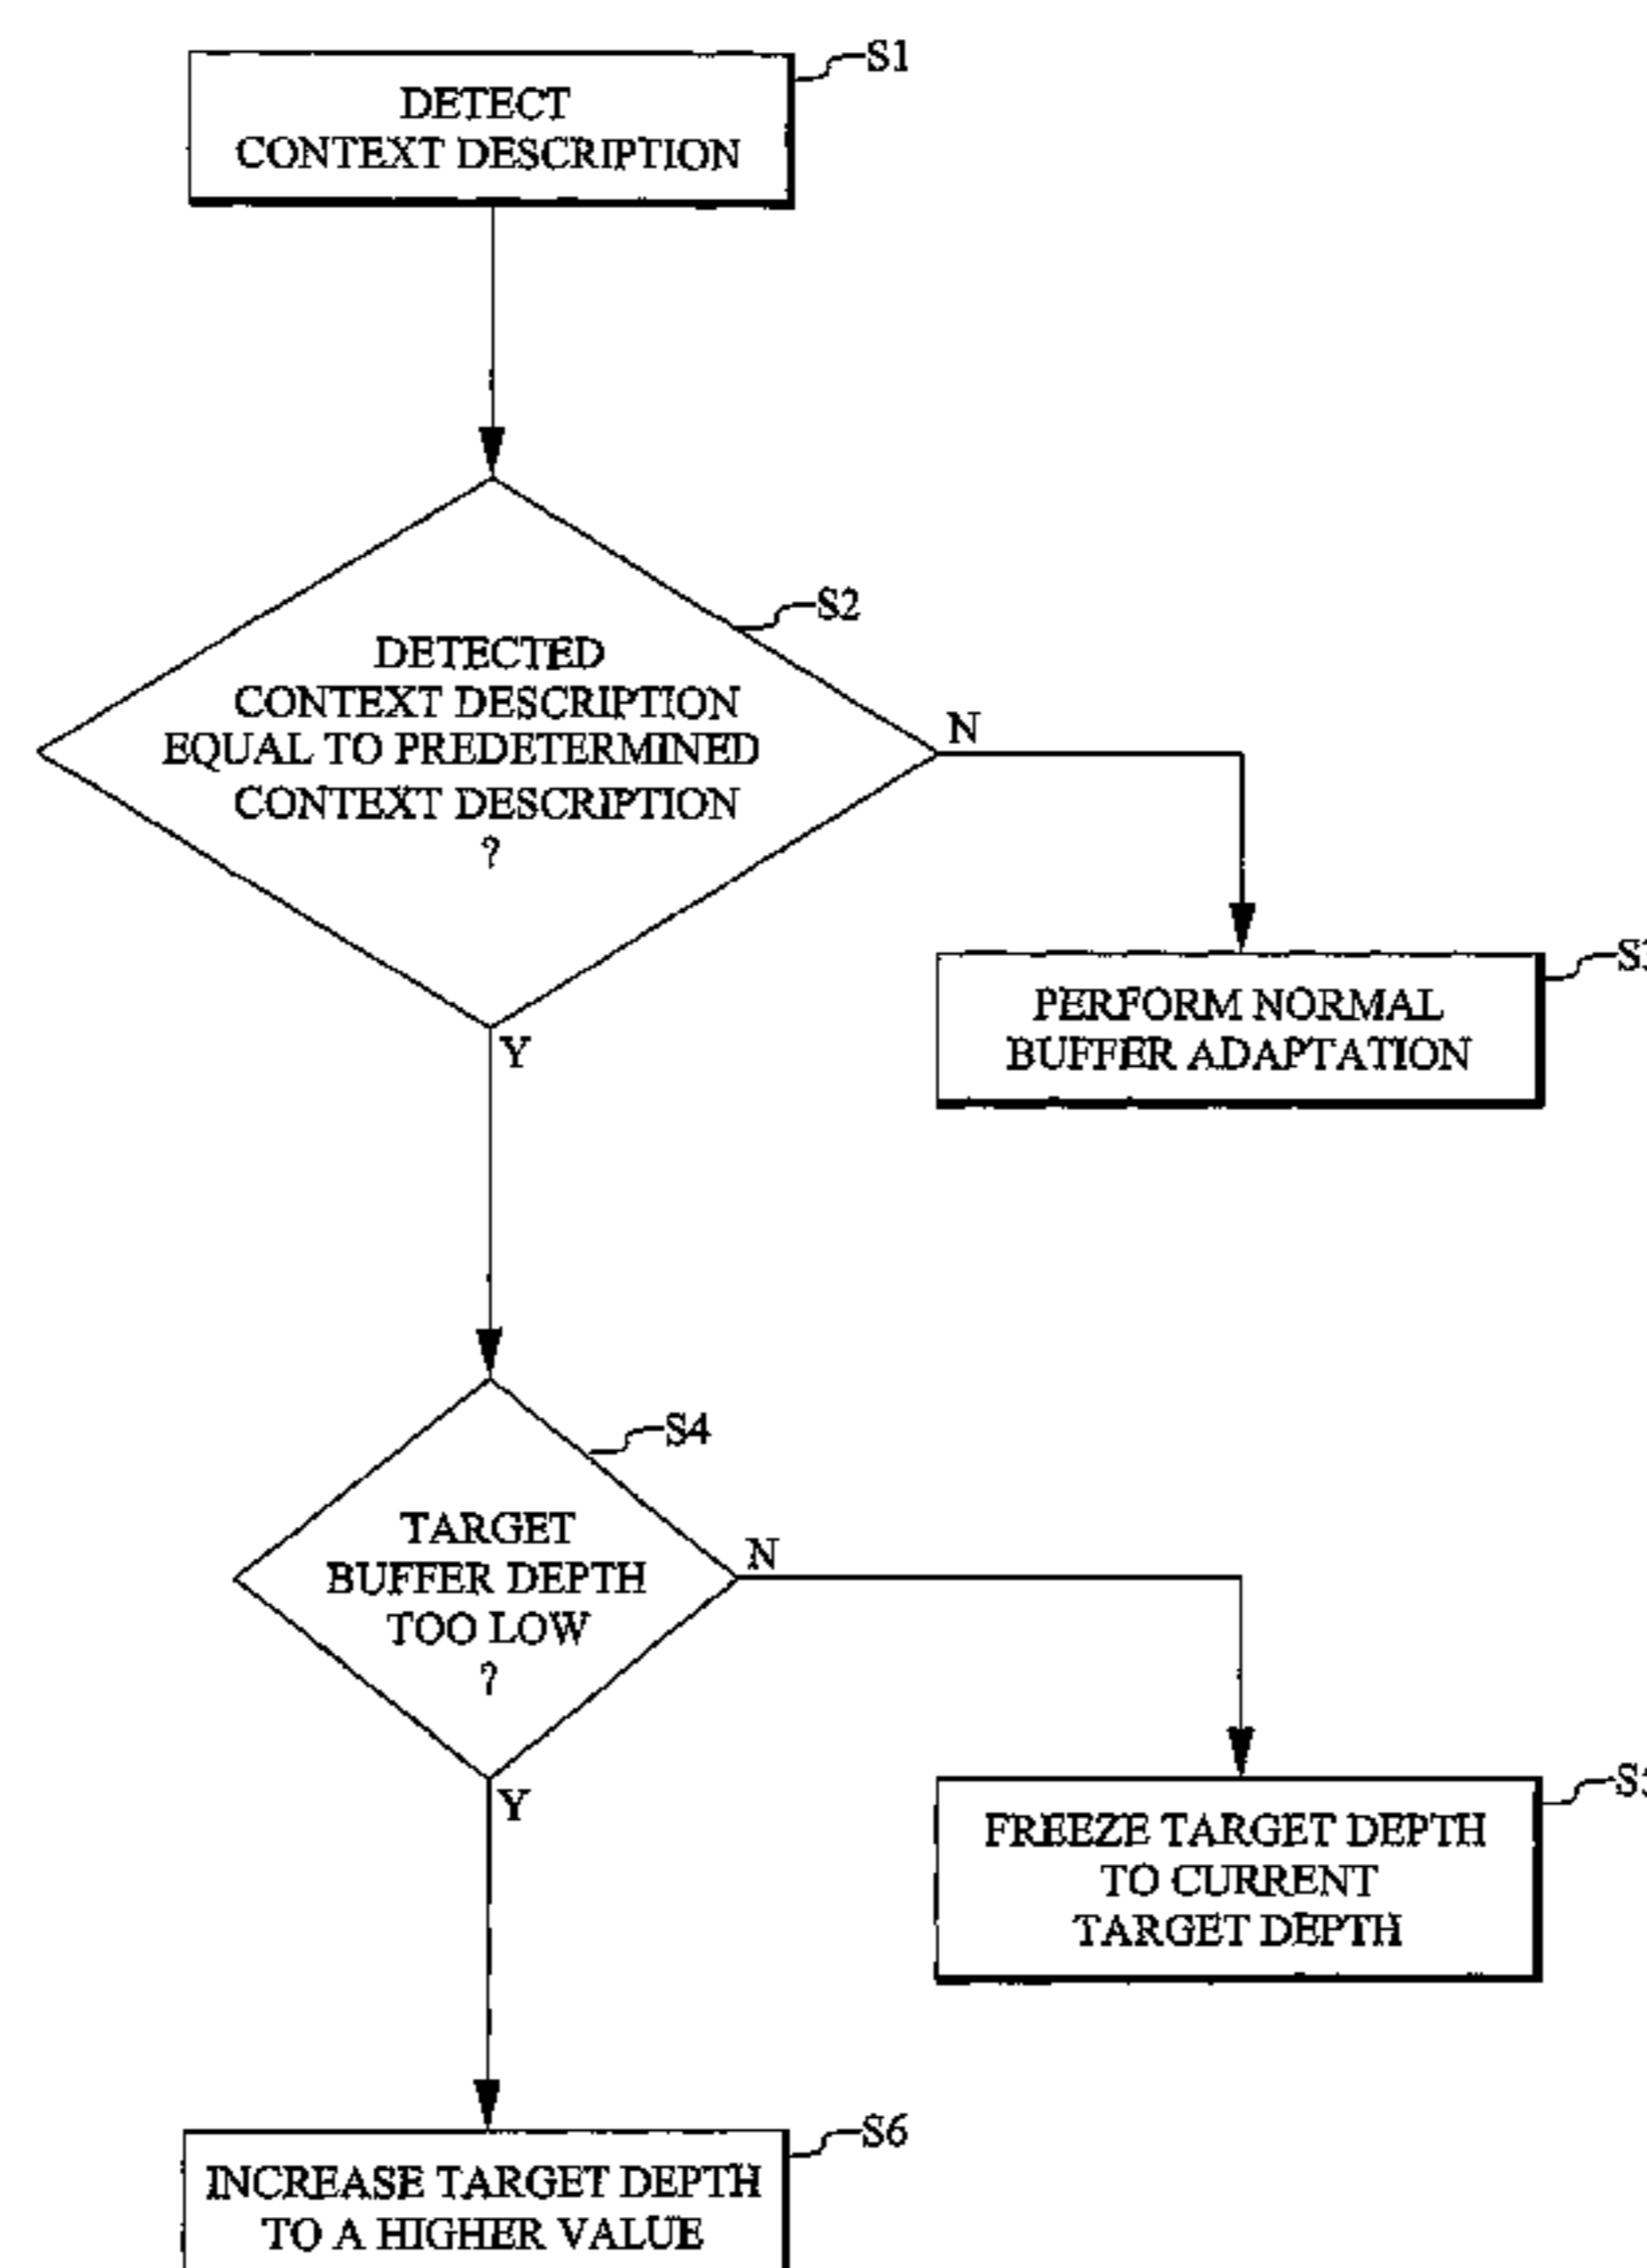 S1
DETECT
CONTEXT DESCRIPTION
S2
DETECTED
CONTEXT DESCRIPTION
EQUAL TO PREDETERMINED
CONTEXT DESCRIPTION
?
N
PERFORM NORMAL
BUFFER ADAPTATION
Y
S4
TARGET
BUFFER DEPTH
TOO LOW
?
N
FREEZE TARGET DEPTH
TO CURRENT
TARGET DEPTH
Y
S6
INCREASE TARGET DEPTH
TO A HIGHER VALUE